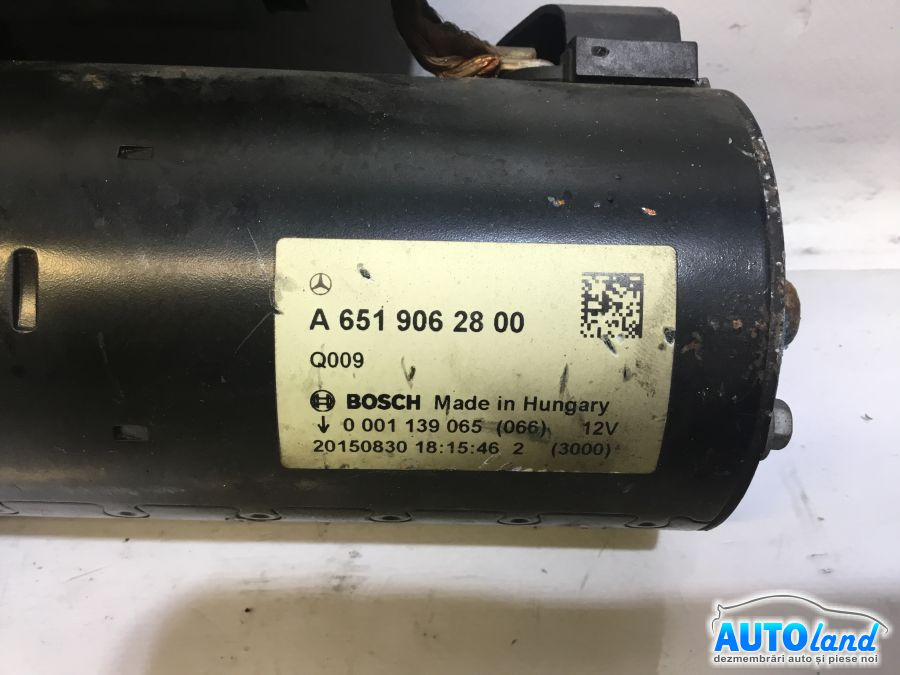 A 651 906 28 00
Q009
BOSCH Made in Hungary
↓ 0 001 139 065 (066) 12V
20150830 18:15:46 2 (3000)
AUTOland
dezmembrări auto și piese noi